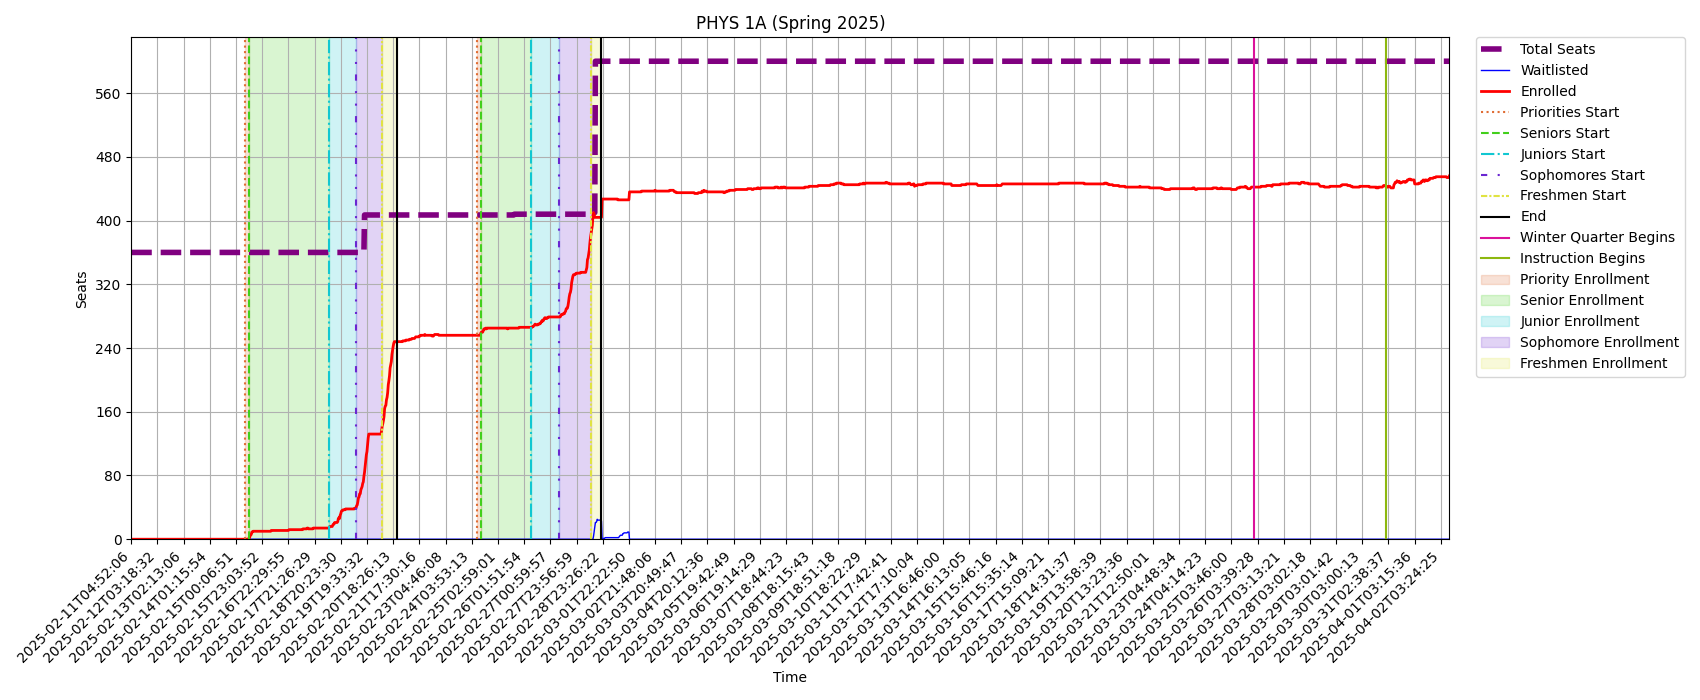 PHYS 1A (Spring 2025)
Seats
560
480
400
320
240
160
80
0
2025-02-11T04:52:06
2025-02-12T03:18:32
2025-02-13T02:13:06
2025-02-14T01:15:54
2025-02-15T00:06:51
2025-02-15T23:03:52
2025-02-16T22:29:55
2025-02-17T21:26:29
2025-02-18T20:23:30
2025-02-19T19:33:32
2025-02-20T18:26:13
2025-02-21T17:30:16
2025-02-23T04:46:08
2025-02-24T03:53:13
2025-02-25T02:59:01
2025-02-26T01:51:54
2025-02-27T00:59:57
2025-02-27T23:56:59
2025-02-28T23:26:22
2025-03-01T22:22:50
2025-03-02T21:48:06
2025-03-03T20:49:47
2025-03-04T20:12:36
2025-03-05T19:42:49
2025-03-06T19:14:29
2025-03-07T18:44:23
2025-03-08T18:15:43
2025-03-09T18:51:18
2025-03-10T18:22:29
2025-03-11T17:42:41
2025-03-12T17:10:04
2025-03-13T16:46:00
2025-03-14T16:13:05
2025-03-15T15:46:16
2025-03-16T15:35:14
2025-03-17T15:09:21
2025-03-18T14:31:37
2025-03-19T13:58:39
2025-03-20T13:23:36
2025-03-21T12:50:01
2025-03-23T04:48:34
2025-03-24T04:14:23
2025-03-25T03:46:00
2025-03-26T03:39:28
2025-03-27T03:13:21
2025-03-28T03:02:18
2025-03-29T03:01:42
2025-03-30T03:00:13
2025-03-31T02:38:37
2025-04-01T03:15:36
2025-04-02T03:24:25
Time
Total Seats
Waitlisted
Enrolled
Priorities Start
Seniors Start
Juniors Start
Sophomores Start
Freshmen Start
End
Winter Quarter Begins
Instruction Begins
Priority Enrollment
Senior Enrollment
Junior Enrollment
Sophomore Enrollment
Freshmen Enrollment